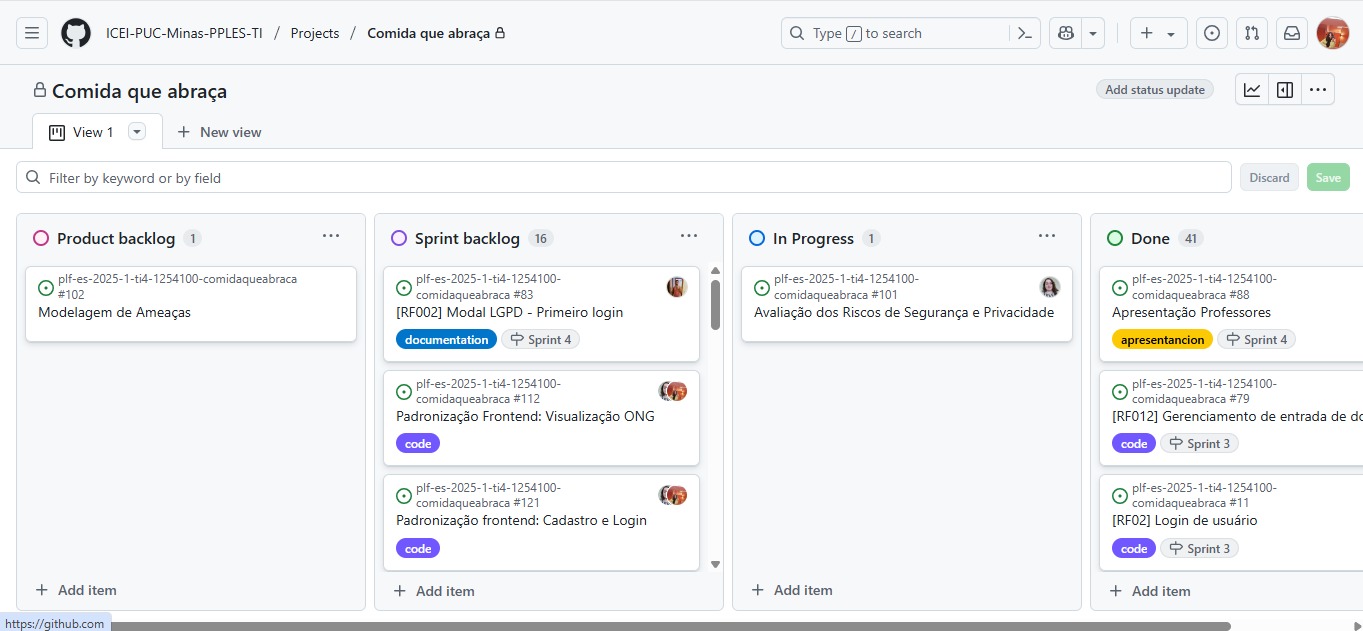 ICEI-PUC-Minas-PPLES-TI / Projects / Comida que abraça
Type / to search
Comida que abraça
Add status update
View 1
New view
Filter by keyword or by field
Discard
Save
Product backlog 1
plf-es-2025-1-ti4-1254100-comidaqueabraca
#102
Modelagem de Ameaças
Add item
Sprint backlog 16
plf-es-2025-1-ti4-1254100-
comidaqueabraca #83
[RF002] Modal LGPD - Primeiro login
documentation Sprint 4
plf-es-2025-1-ti4-1254100-
comidaqueabraca #112
Padronização Frontend: Visualização ONG
code
plf-es-2025-1-ti4-1254100-
comidaqueabraca #121
Padronização frontend: Cadastro e Login
code
Add item
In Progress 1
plf-es-2025-1-ti4-1254100-
comidaqueabraca #101
Avaliação dos Riscos de Segurança e Privacidade
Add item
Done 41
plf-es-2025-1-ti4-1254100-
comidaqueabraca #88
Apresentação Professores
apresentancion Sprint 4
plf-es-2025-1-ti4-1254100-
comidaqueabraca #79
[RF012] Gerenciamento de entrada de do
code Sprint 3
plf-es-2025-1-ti4-1254100-
comidaqueabraca #11
[RF02] Login de usuário
code Sprint 3
Add item
https://github.com